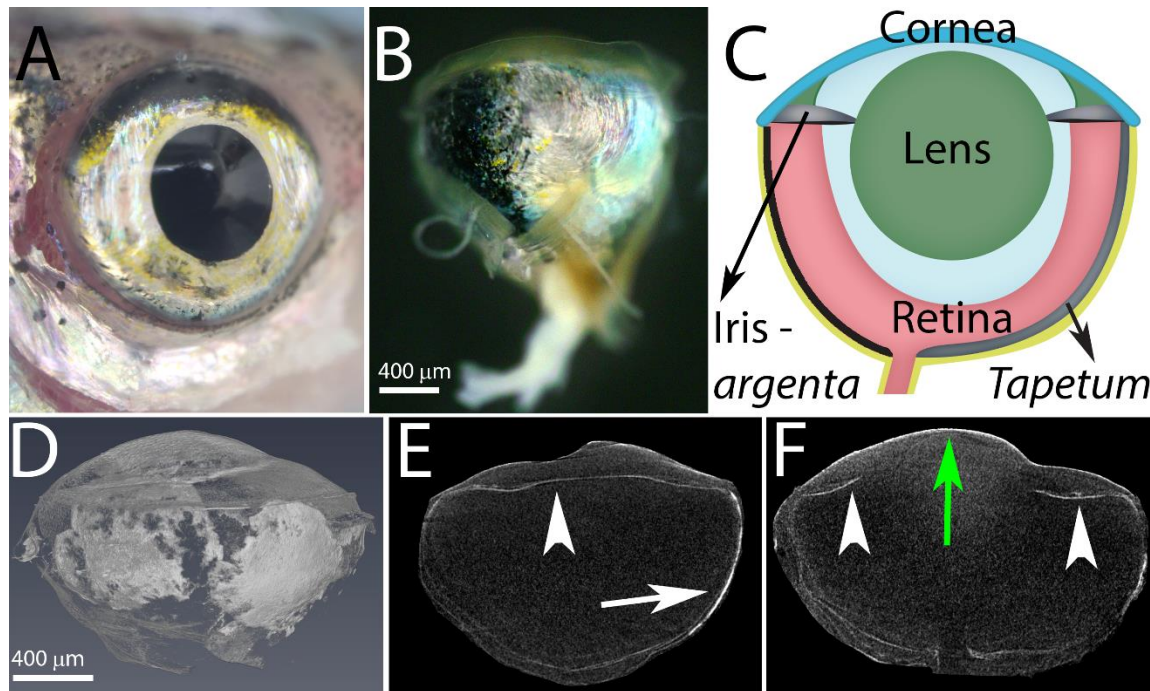 A
B
400 μm
C
Cornea
Lens
Retina
Iris -
argenta
Tapetum
D
400 μm
E
F